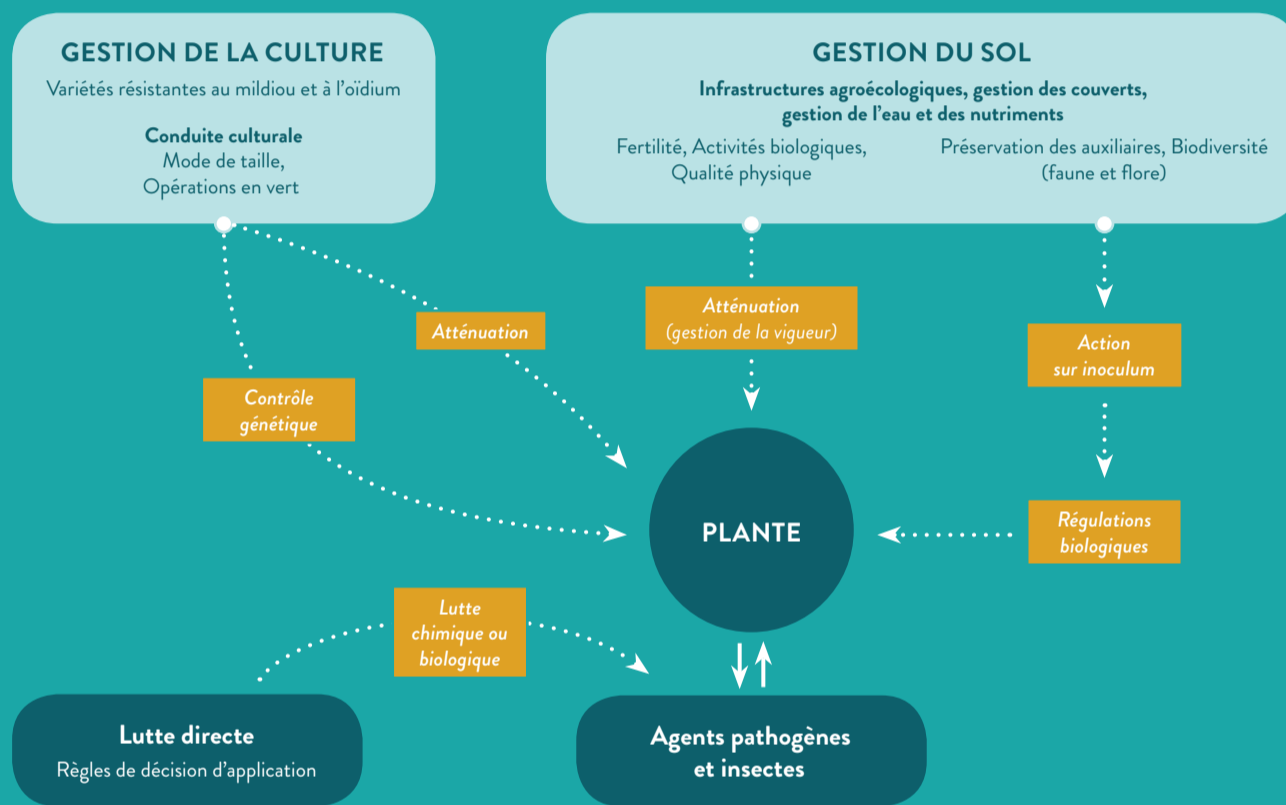 GESTION DE LA CULTURE
Variétés résistantes au mildiou et à l’oïdium
Conduite culturale
Mode de taille,
Opérations en vert
GESTION DU SOL
Infrastructures agroécologiques, gestion des couverts,
gestion de l’eau et des nutriments
Fertilité, Activités biologiques,
Qualité physique
Préservation des auxiliaires, Biodiversité
(faune et flore)
Atténuation
Contrôle
génétique
Atténuation
(gestion de la vigueur)
Action
sur inoculum
Régulations
biologiques
PLANTE
Lutte
chimique ou
biologique
Lutte directe
Règles de décision d’application
Agents pathogènes
et insectes